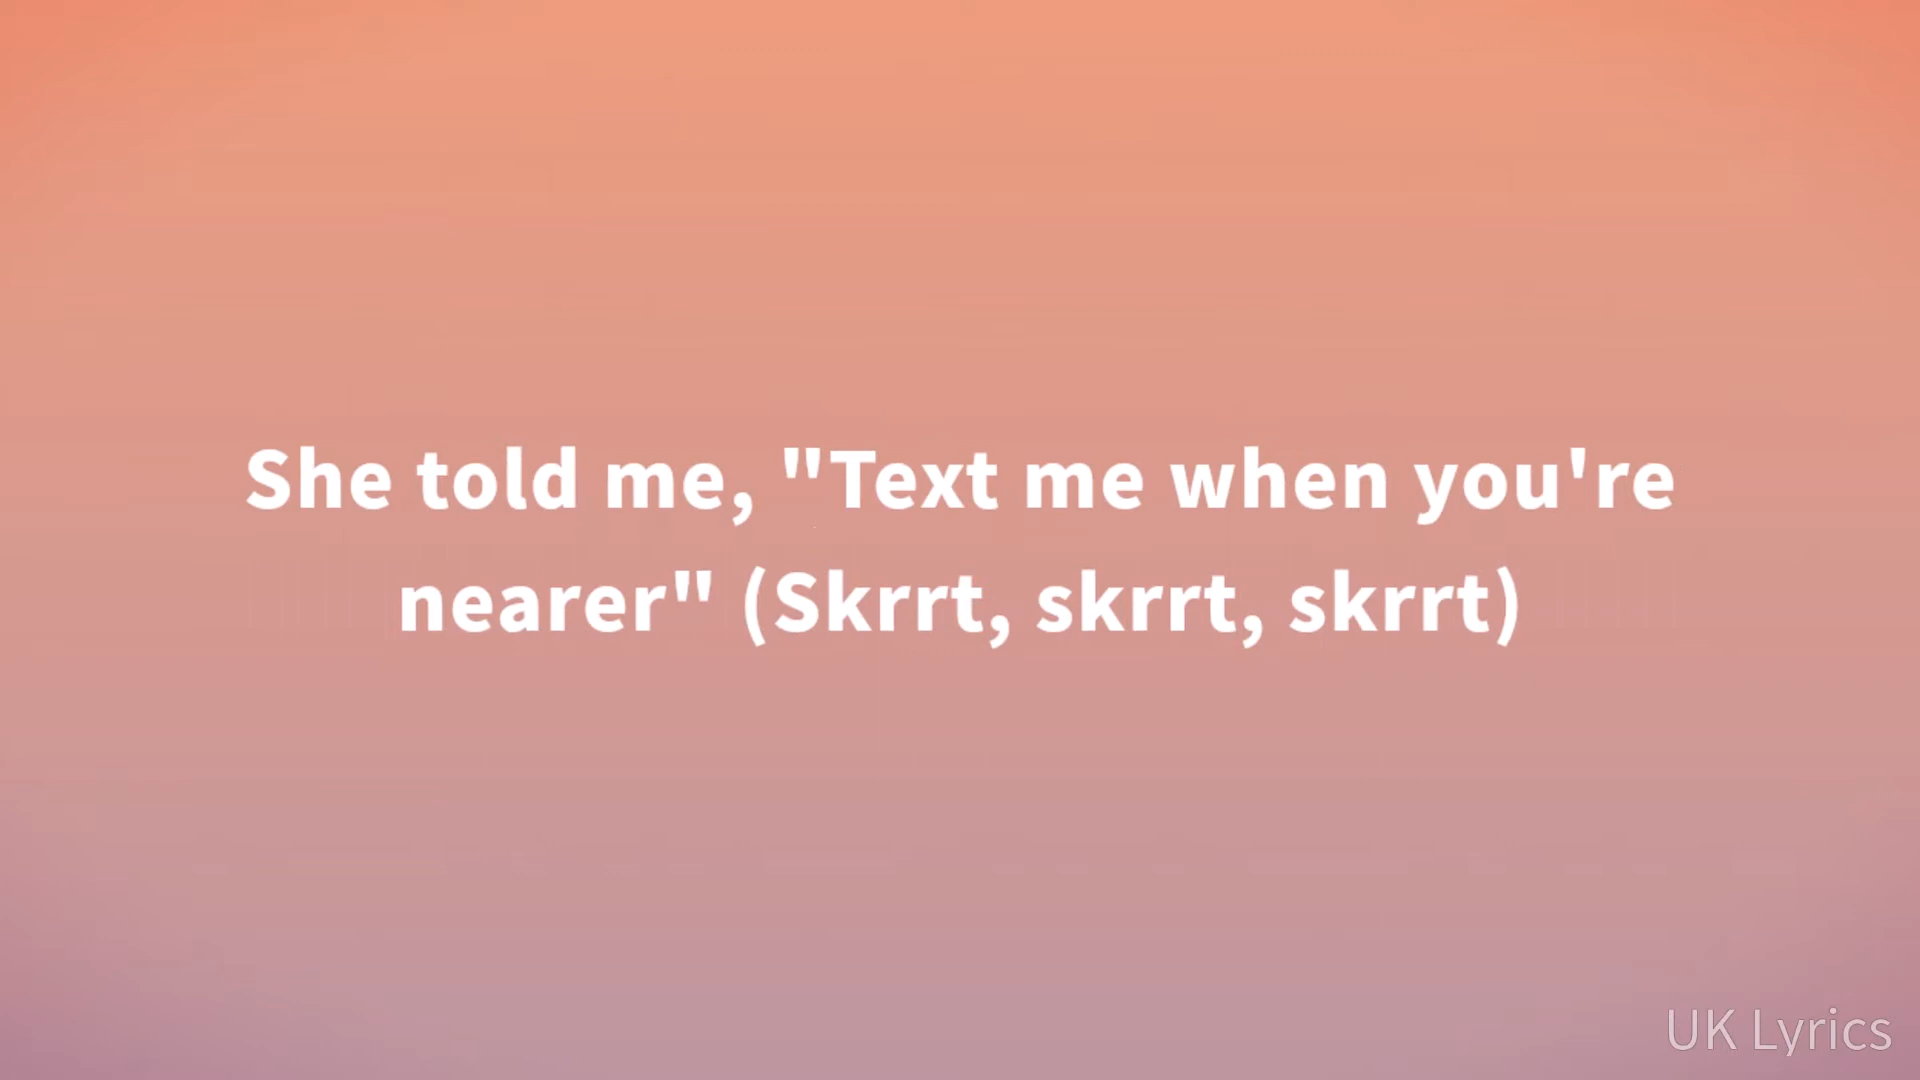 She told me, "Text me when you're
nearer" (Skrrt, skrrt, skrrt)
UK Lyrics